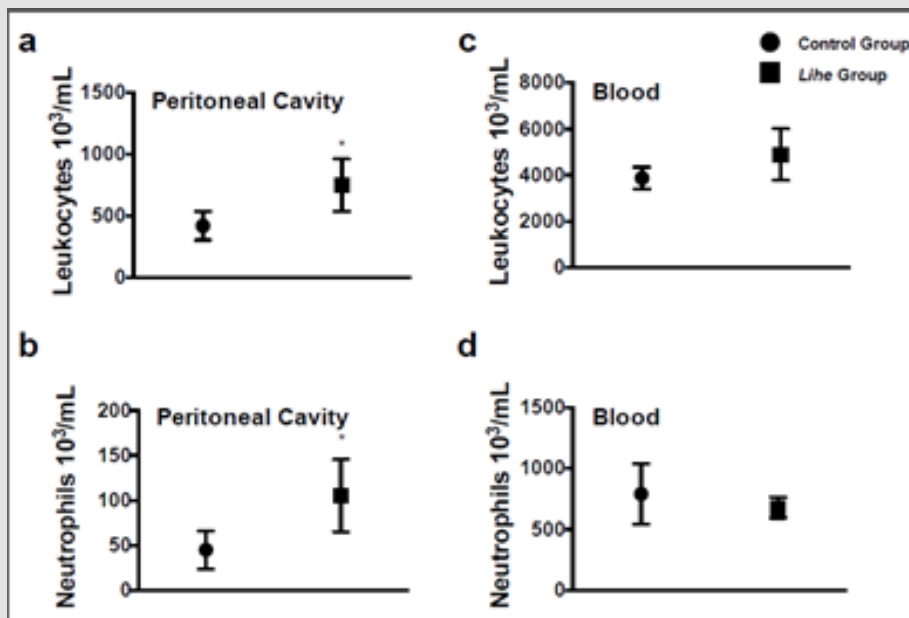 a
Leukocytes 10³/mL
1500
1000
500
0
Peritoneal Cavity
*
c
Control Group
Lihe Group
Leukocytes 10³/mL
8000
6000
4000
2000
0
Blood
b
Neutrophils 10³/mL
200
150
100
50
0
Peritoneal Cavity
*
d
Neutrophils 10³/mL
1500
1000
500
0
Blood